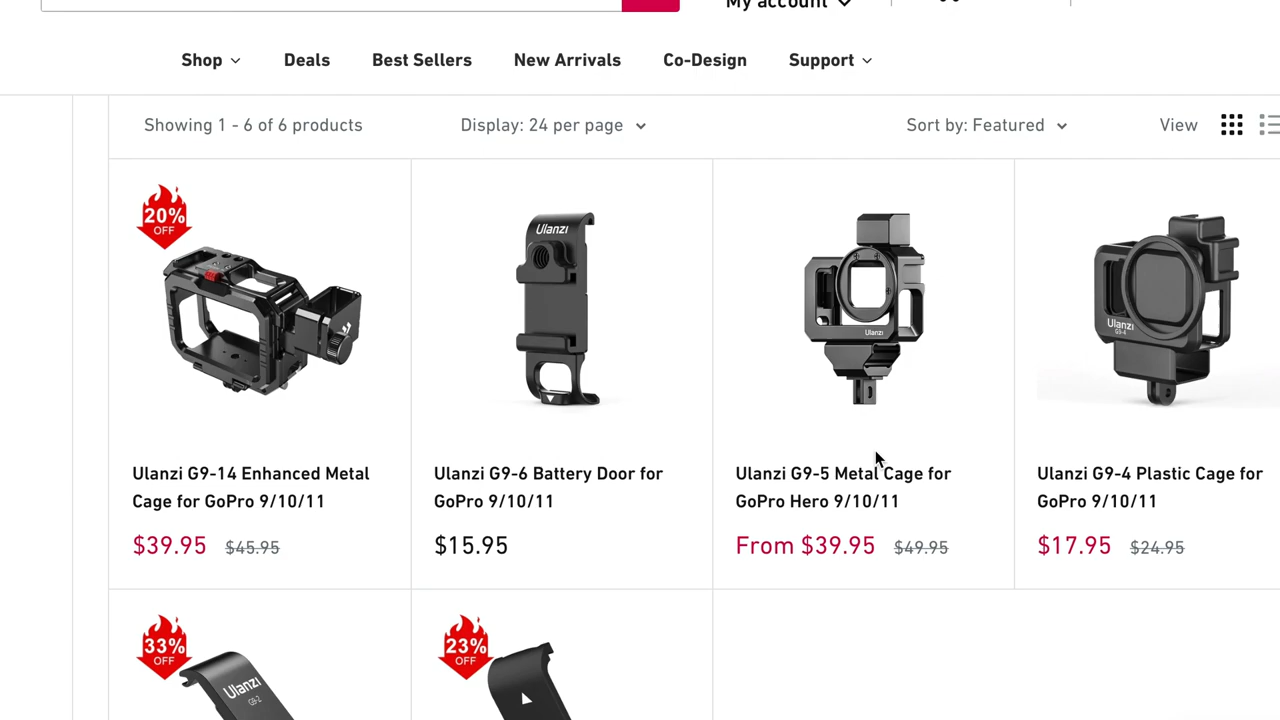 My account
Shop
Deals
Best Sellers
New Arrivals
Co-Design
Support
Showing 1 - 6 of 6 products
Display: 24 per page
Sort by: Featured
View
20%
OFF
Ulanzi
Ulanzi
Ulanzi
G9-4
Ulanzi G9-14 Enhanced Metal
Cage for GoPro 9/10/11
$39.95 $45.95
Ulanzi G9-6 Battery Door for
GoPro 9/10/11
$15.95
Ulanzi G9-5 Metal Cage for
GoPro Hero 9/10/11
From $39.95 $49.95
Ulanzi G9-4 Plastic Cage for
GoPro 9/10/11
$17.95 $24.95
33%
OFF
Ulanzi
G9-2
23%
OFF